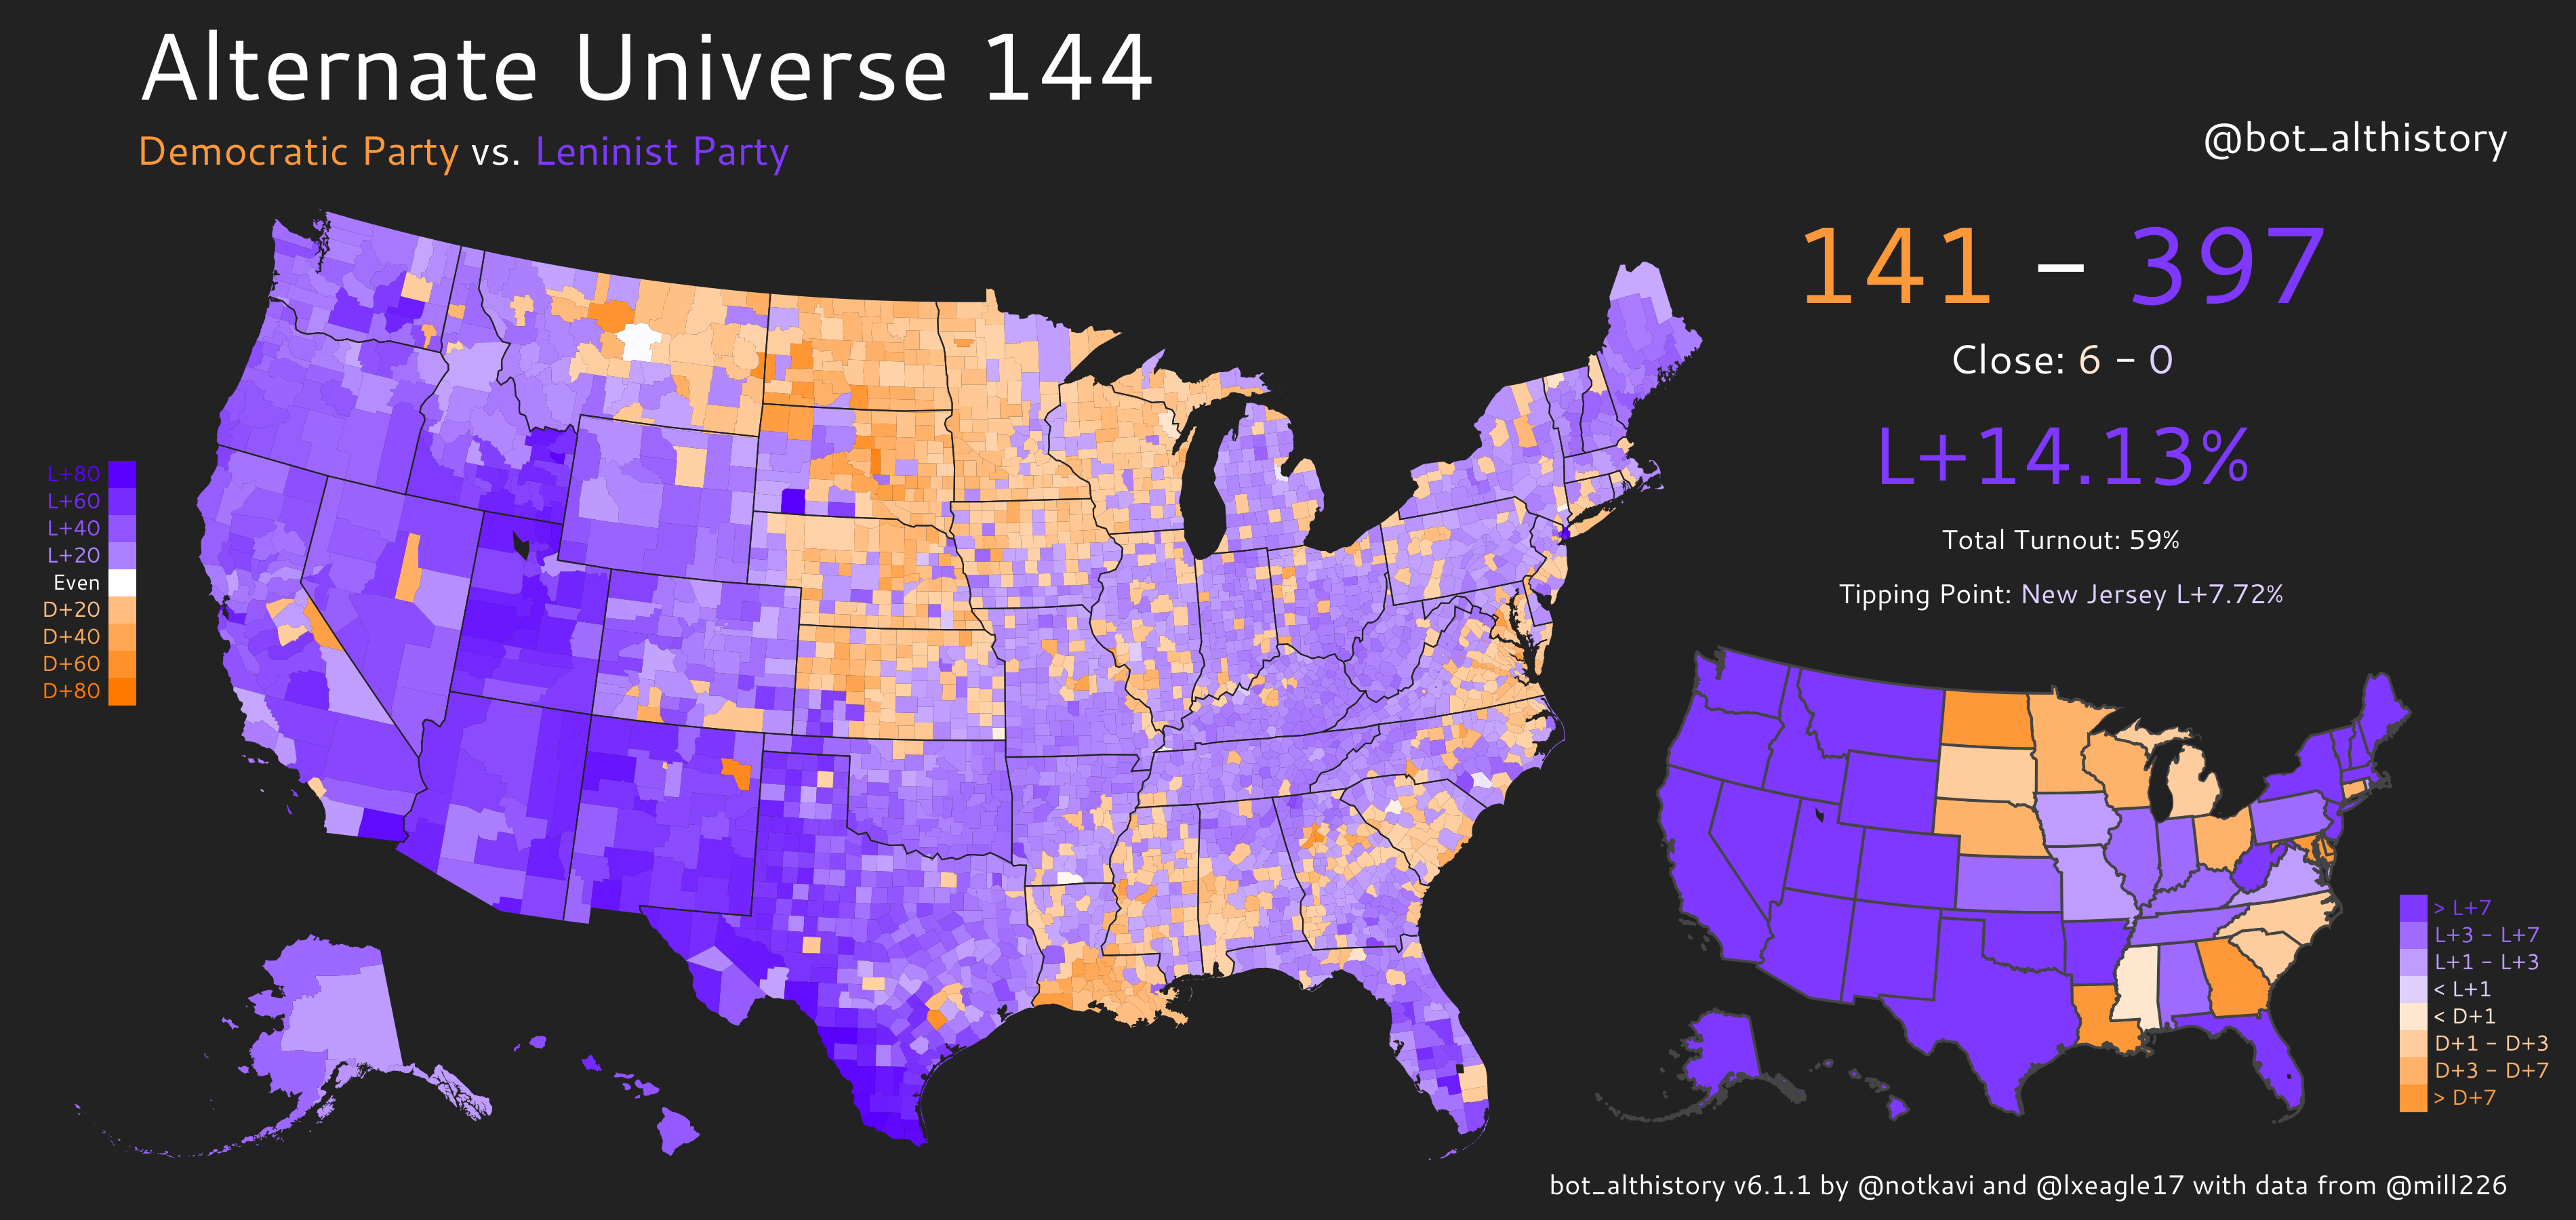 Alternate Universe 144
Democratic Party vs. Leninist Party
@bot_althistory
141 – 397
Close: 6 - 0
L+14.13%
Total Turnout: 59%
Tipping Point: New Jersey L+7.72%
L+80
L+60
L+40
L+20
Even
D+20
D+40
D+60
D+80
> L+7
L+3 - L+7
L+1 - L+3
< L+1
< D+1
D+1 - D+3
D+3 - D+7
> D+7
bot_althistory v6.1.1 by @notkavi and @lxeagle17 with data from @mill226